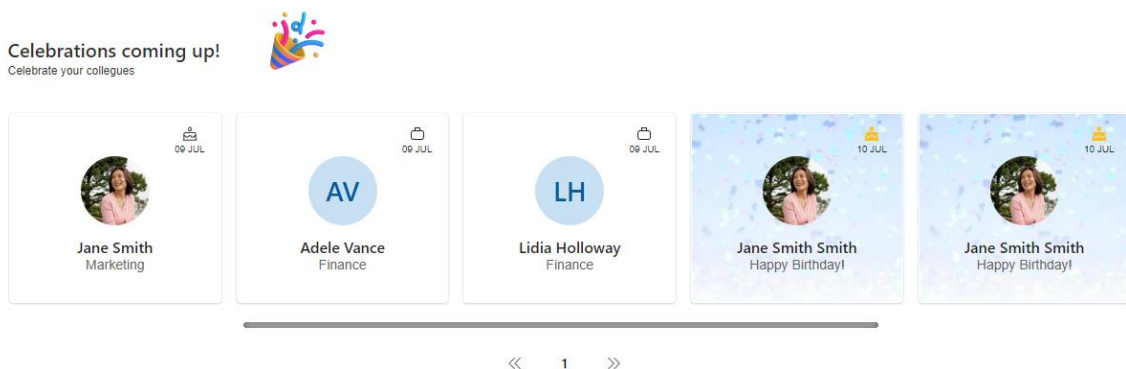 Celebrations coming up!
Celebrate your collegues
09 JUL
Jane Smith
Marketing
09 JUL
AV
Adele Vance
Finance
09 JUL
LH
Lidia Holloway
Finance
10 JUL
Jane Smith Smith
Happy Birthday!
10 JUL
Jane Smith Smith
Happy Birthday!
1